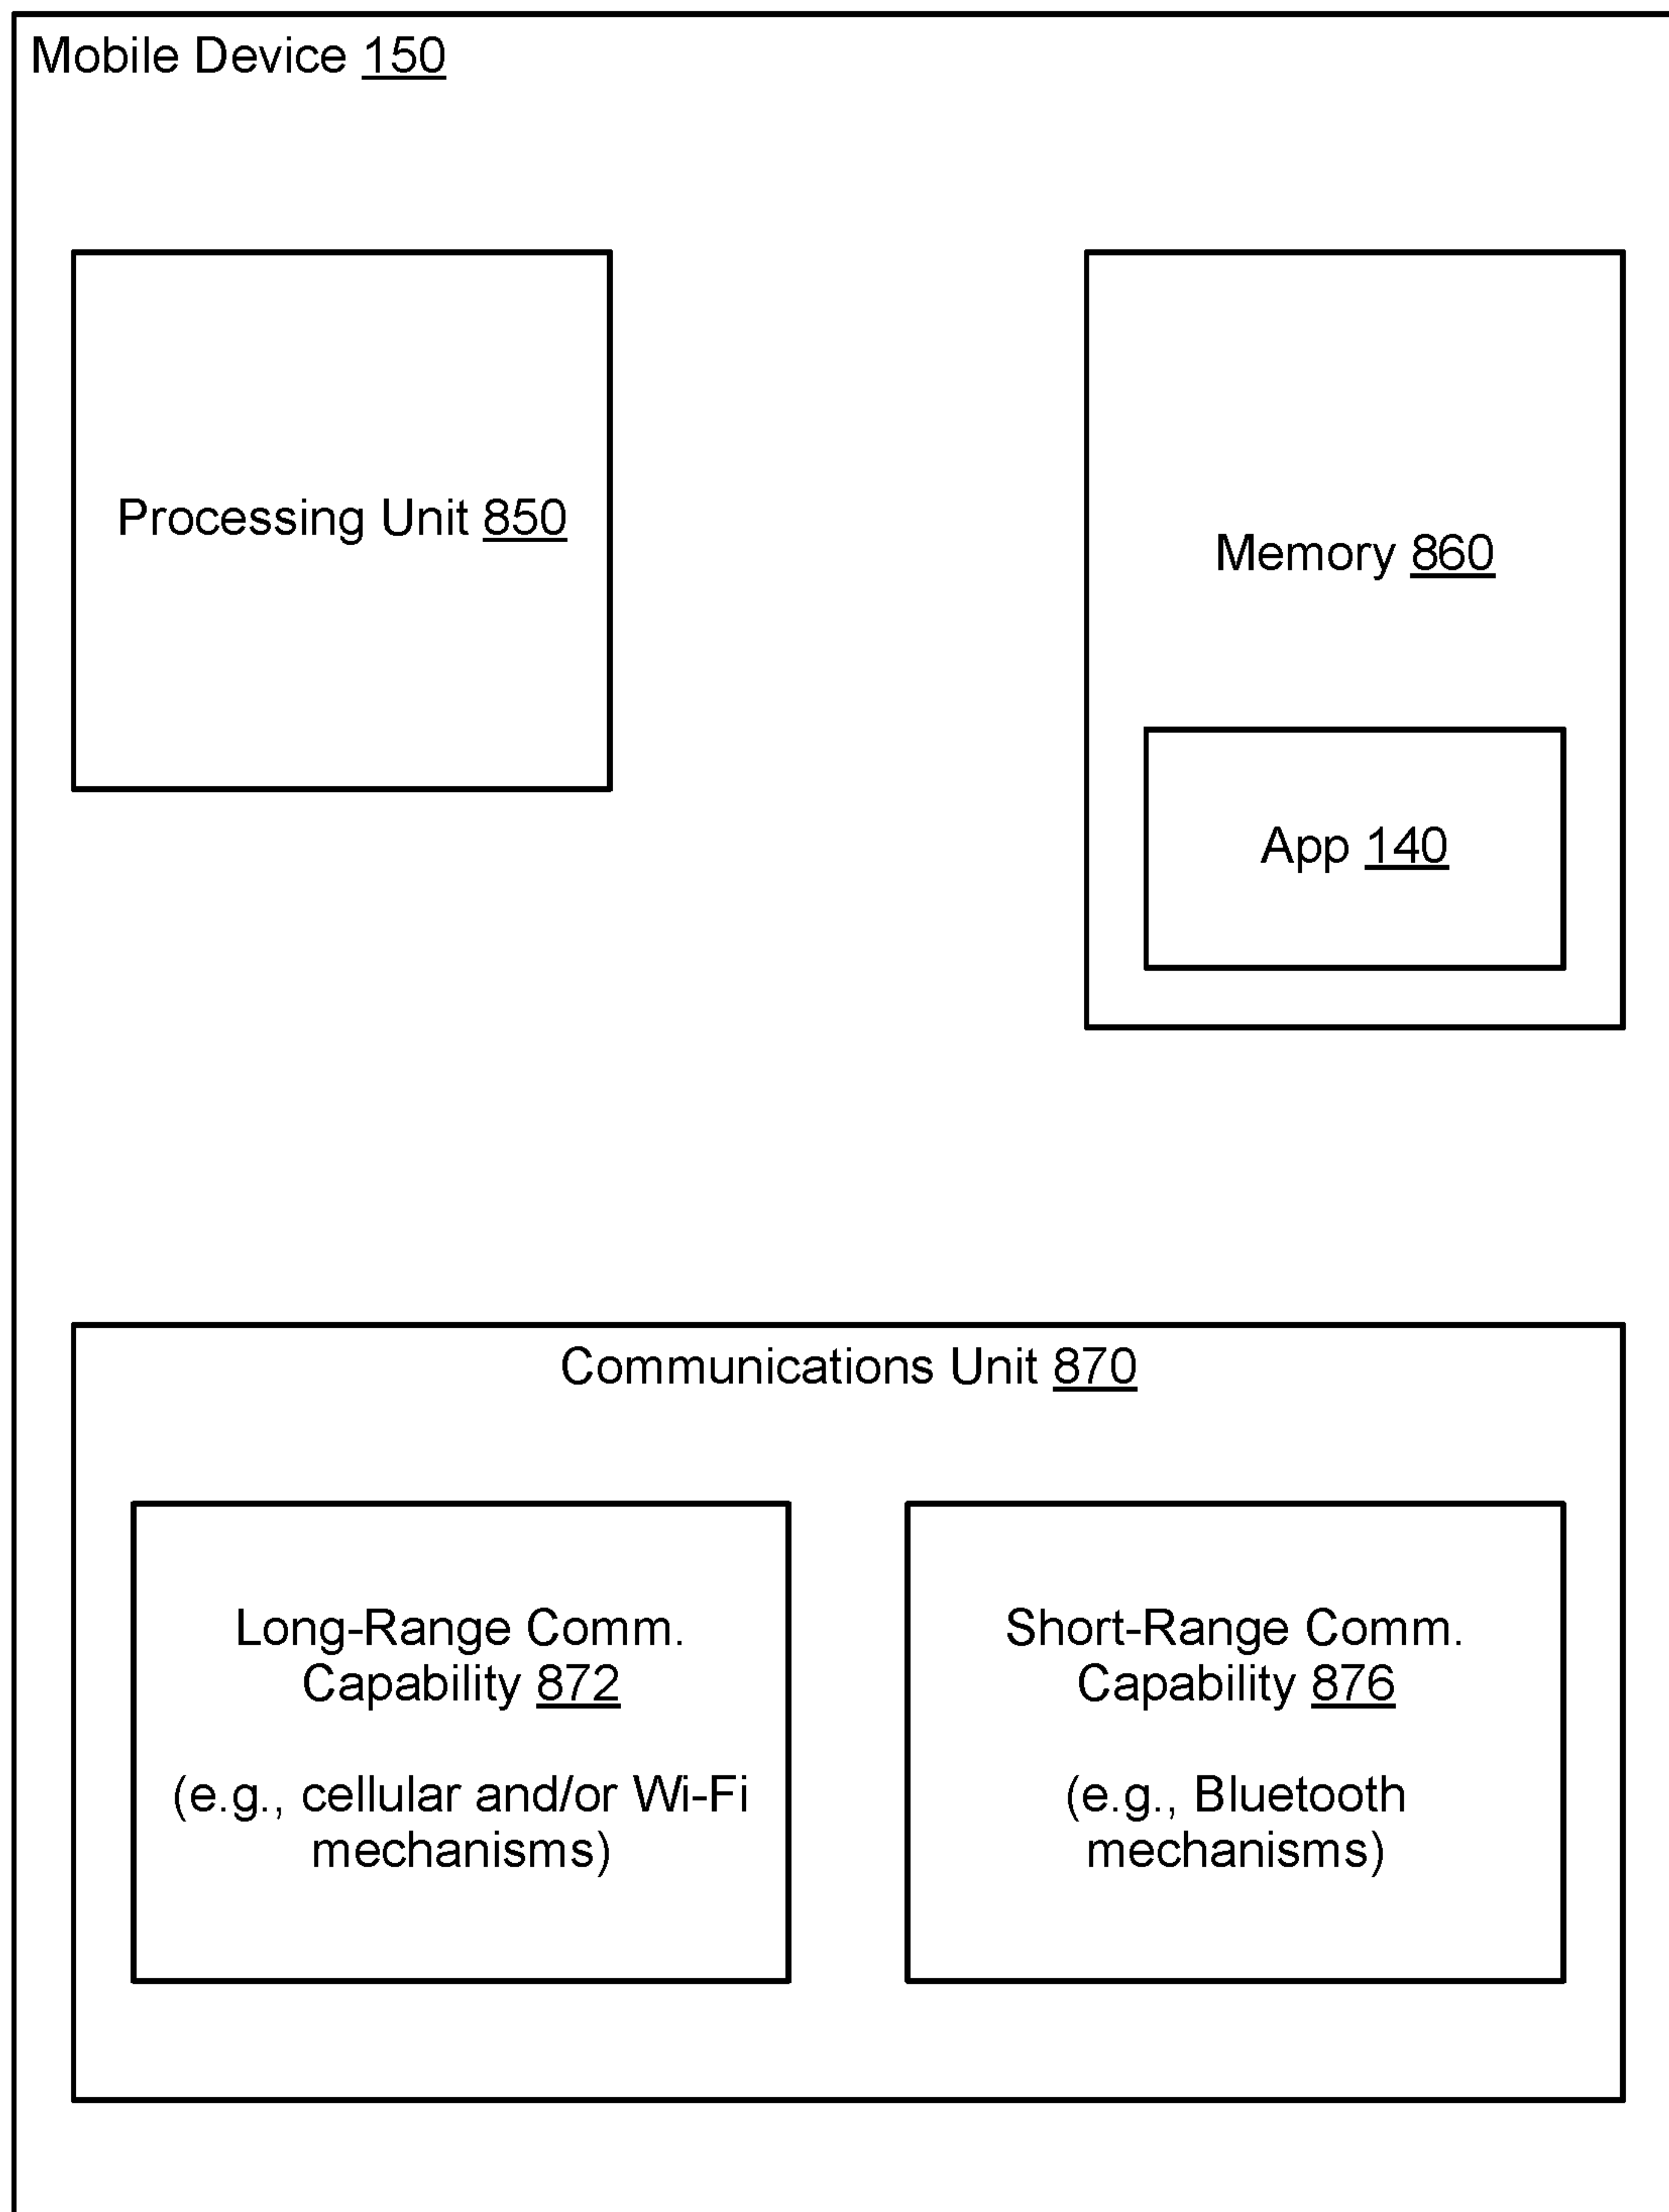 Mobile Device 150
Processing Unit 850
Memory 860
App 140
Communications Unit 870
Long-Range Comm.
Capability 872
(e.g., cellular and/or Wi-Fi
mechanisms)
Short-Range Comm.
Capability 876
(e.g., Bluetooth
mechanisms)